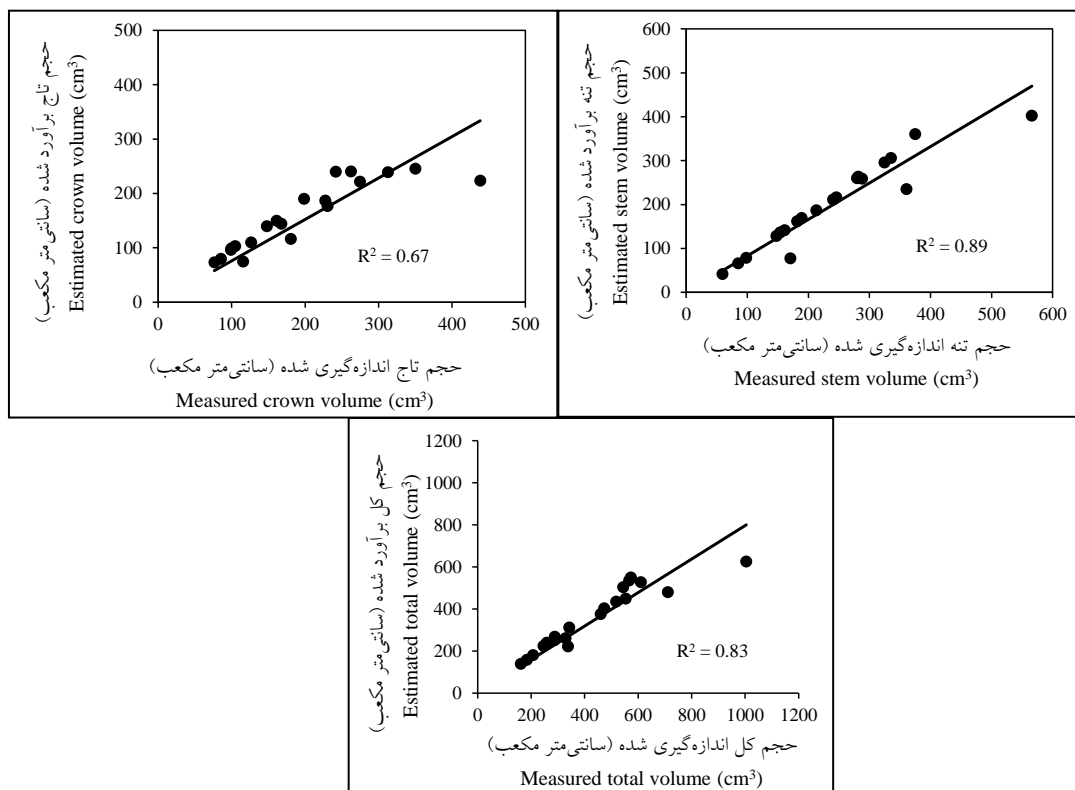 حجم تاج برآورد شده (سانتی‌متر مکعب)
Estimated crown volume (cm³)
500
400
300
200
100
0
R² = 0.67
0 100 200 300 400 500
حجم تاج اندازه‌گیری شده (سانتی‌متر مکعب)
Measured crown volume (cm³)
حجم تنه برآورد شده (سانتی‌متر مکعب)
Estimated stem volume (cm³)
600
500
400
300
200
100
0
R² = 0.89
0 100 200 300 400 500 600
حجم تنه اندازه‌گیری شده (سانتی‌متر مکعب)
Measured stem volume (cm³)
حجم کل برآورد شده (سانتی‌متر مکعب)
Estimated total volume (cm³)
1200
1000
800
600
400
200
0
R² = 0.83
0 200 400 600 800 1000 1200
حجم کل اندازه‌گیری شده (سانتی‌متر مکعب)
Measured total volume (cm³)